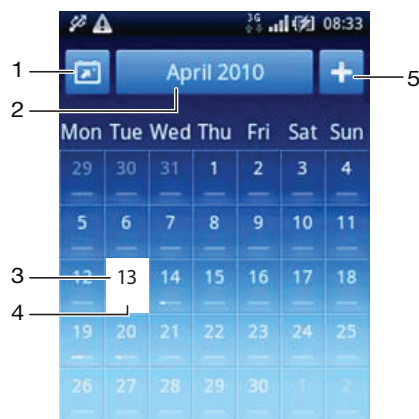 3G 08:33
1
April 2010
5
2
Mon Tue Wed Thu Fri Sat Sun
29 30 31 1 2 3 4
5 6 7 8 9 10 11
3
12 13 14 15 16 17 18
4
19 20 21 22 23 24 25
26 27 28 29 30 1 2